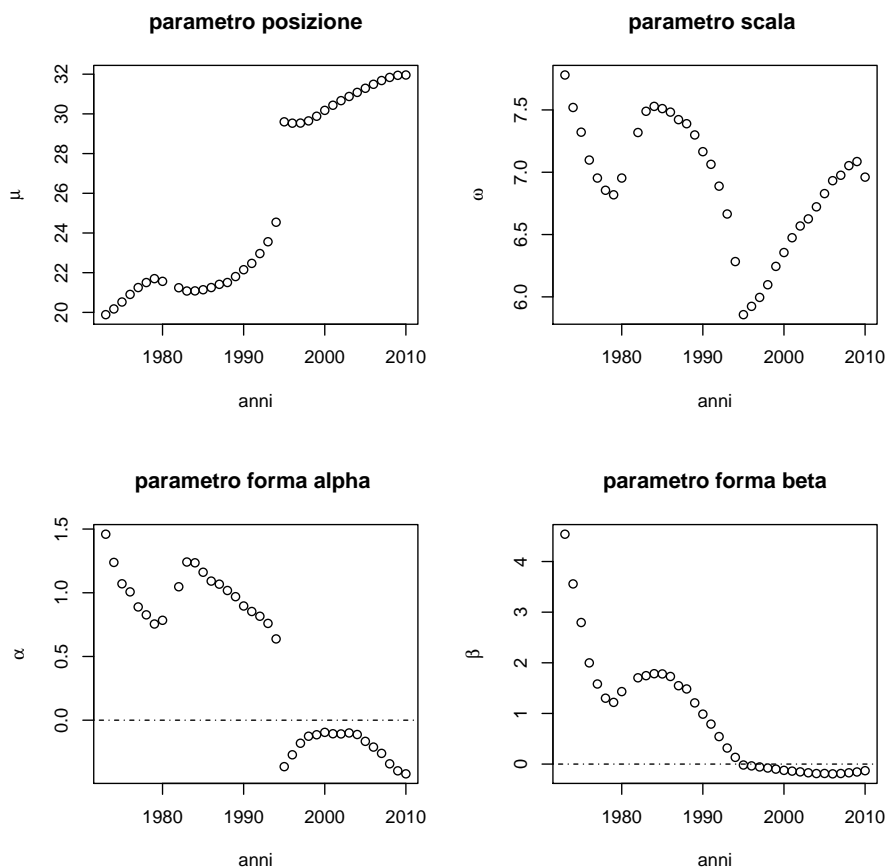 parametro posizione
μ
20 22 24 26 28 30 32
1980 1990 2000 2010
anni
parametro scala
ω
6.0 6.5 7.0 7.5
1980 1990 2000 2010
anni
parametro forma alpha
α
0.0 0.5 1.0 1.5
1980 1990 2000 2010
anni
parametro forma beta
β
0 1 2 3 4
1980 1990 2000 2010
anni